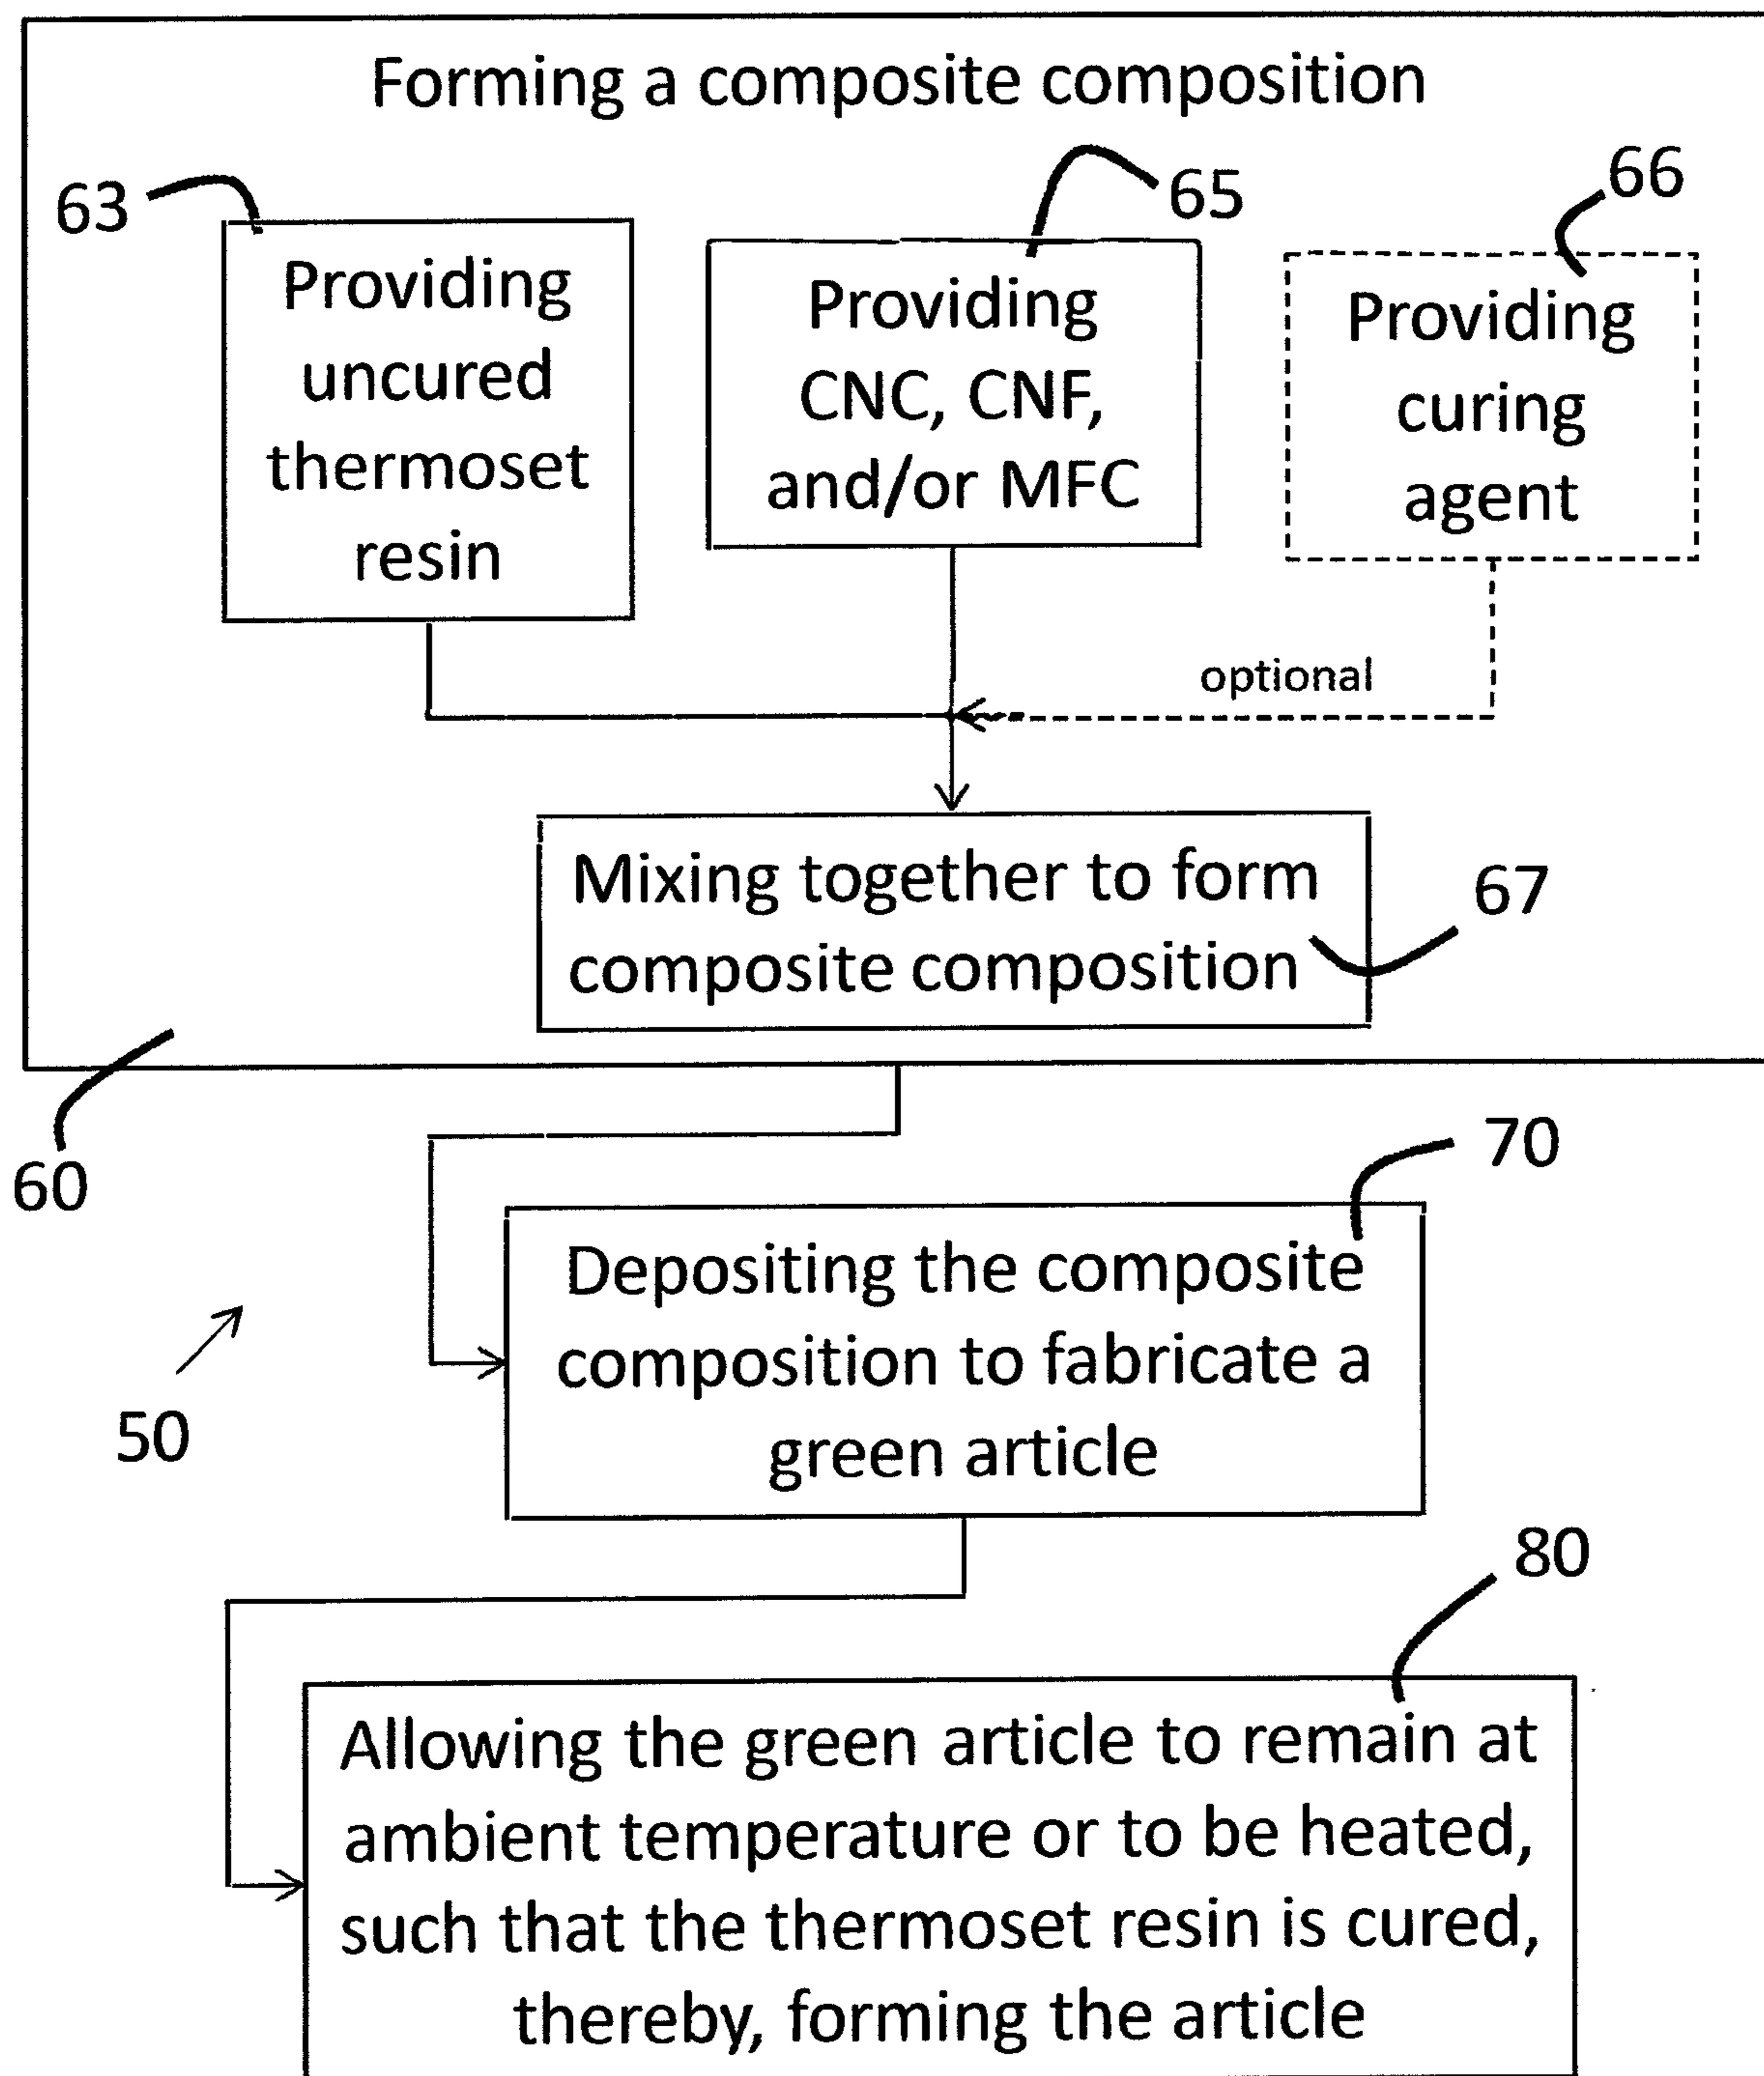 Forming a composite composition
63
Providing
uncured
thermoset
resin
65
Providing
CNC, CNF,
and/or MFC
66
Providing
curing
agent
optional
Mixing together to form
composite composition
67
60
70
Depositing the composite
composition to fabricate a
green article
50
80
Allowing the green article to remain at
ambient temperature or to be heated,
such that the thermoset resin is cured,
thereby, forming the article